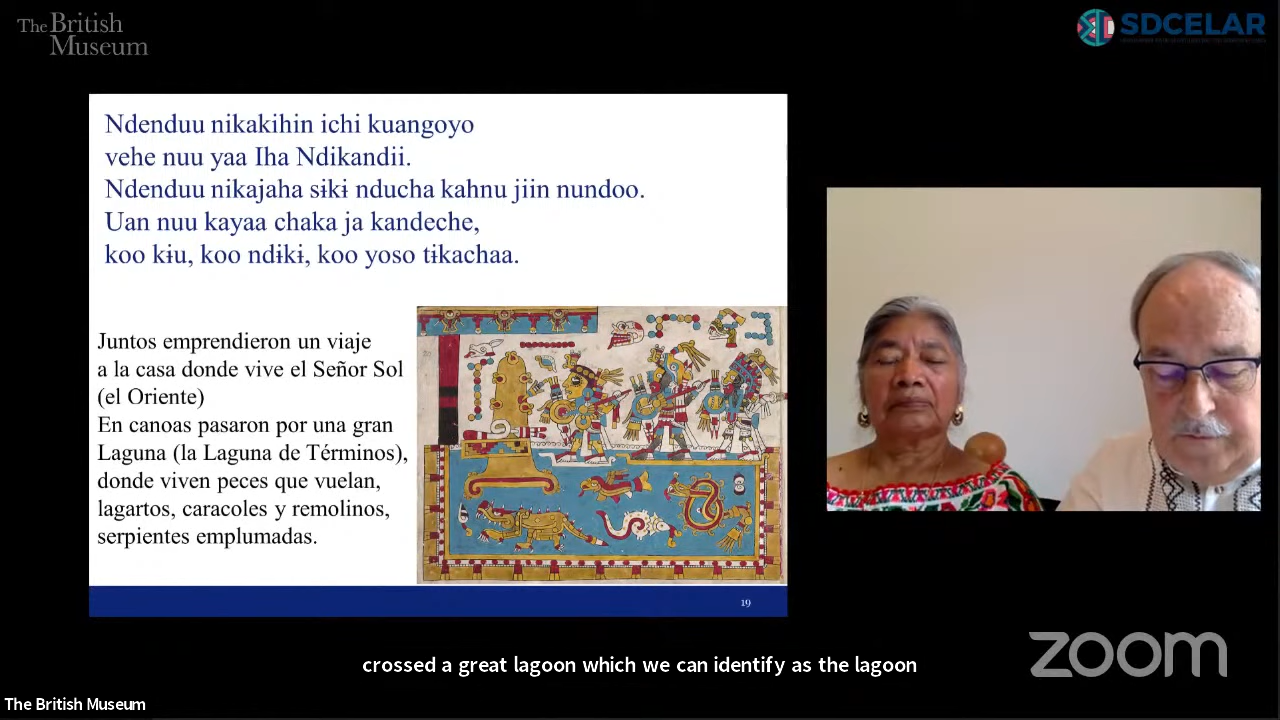 The British
Museum
SDCELAR
Ndenduu nikakihin ichi kuangoyo
vehe nuu yaa Iha Ndikandii.
Ndenduu nikajaha sɨkɨ nducha kahnu jiin nundoo.
Uan nuu kayaa chaka ja kandeche,
koo kɨu, koo ndɨkɨ, koo yoso tɨkachaa.
Juntos emprendieron un viaje
a la casa donde vive el Señor Sol
(el Oriente)
En canoas pasaron por una gran
Laguna (la Laguna de Términos),
donde viven peces que vuelan,
lagartos, caracoles y remolinos,
serpientes emplumadas.
19
crossed a great lagoon which we can identify as the lagoon
zoom
The British Museum